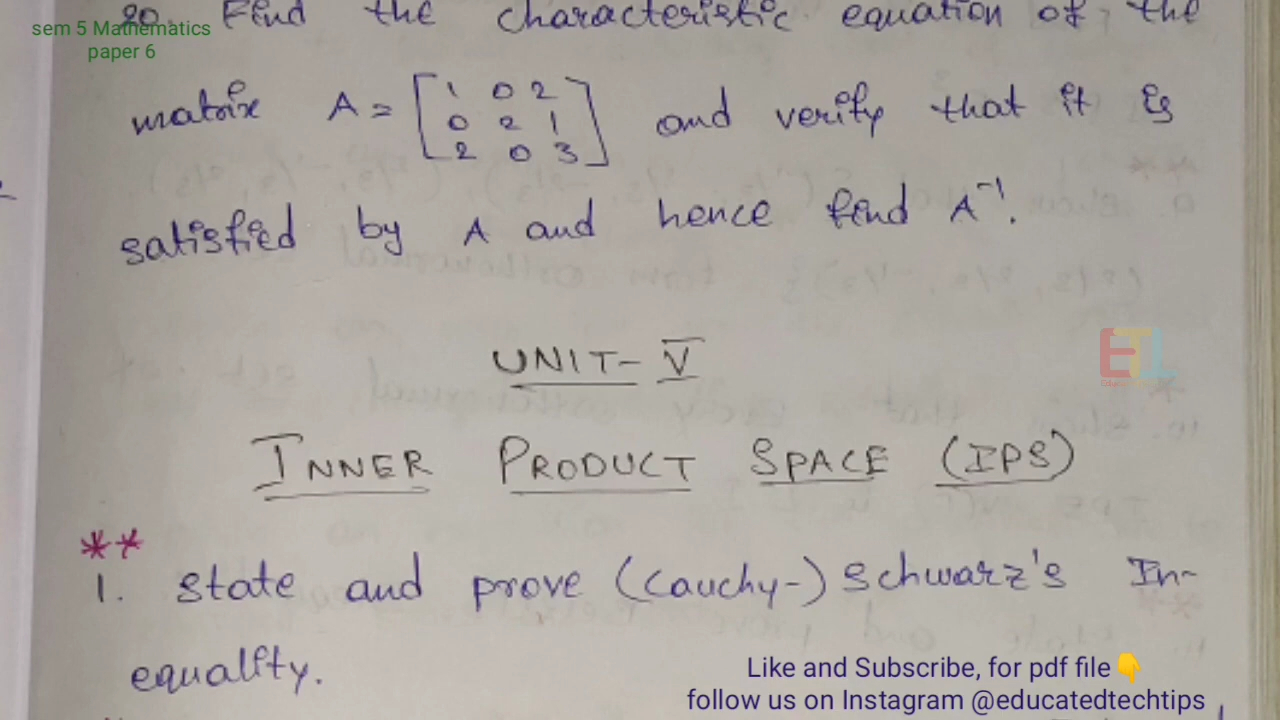 20. Find the characteristic equation of the
sem 5 Mathematics
paper 6
matrix A = [1 0 2
0 2 1
2 0 3] and verify that it is
satisfied by A and hence find A⁻¹.
UNIT-V
INNER PRODUCT SPACE (IPS)
ETL
**
1. state and prove (Cauchy-) Schwarz's In-
equality.
Like and Subscribe, for pdf file👇
follow us on Instagram @educatedtechtips